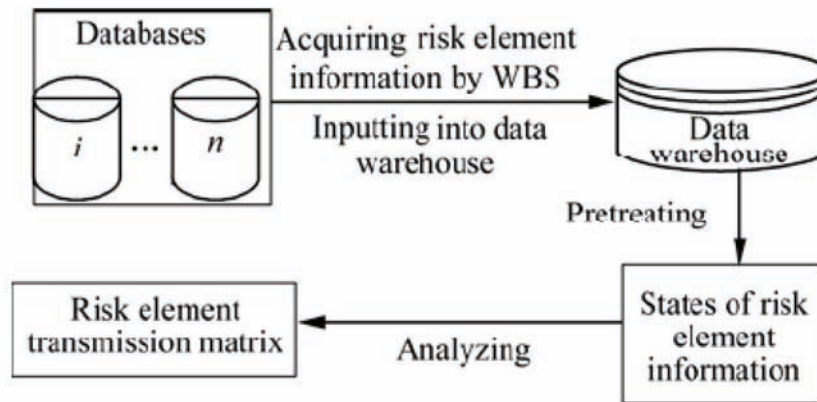 Databases
i ... n
Acquiring risk element
information by WBS
Inputting into data
warehouse
Data
warehouse
Pretreating
States of risk
element
information
Analyzing
Risk element
transmission matrix